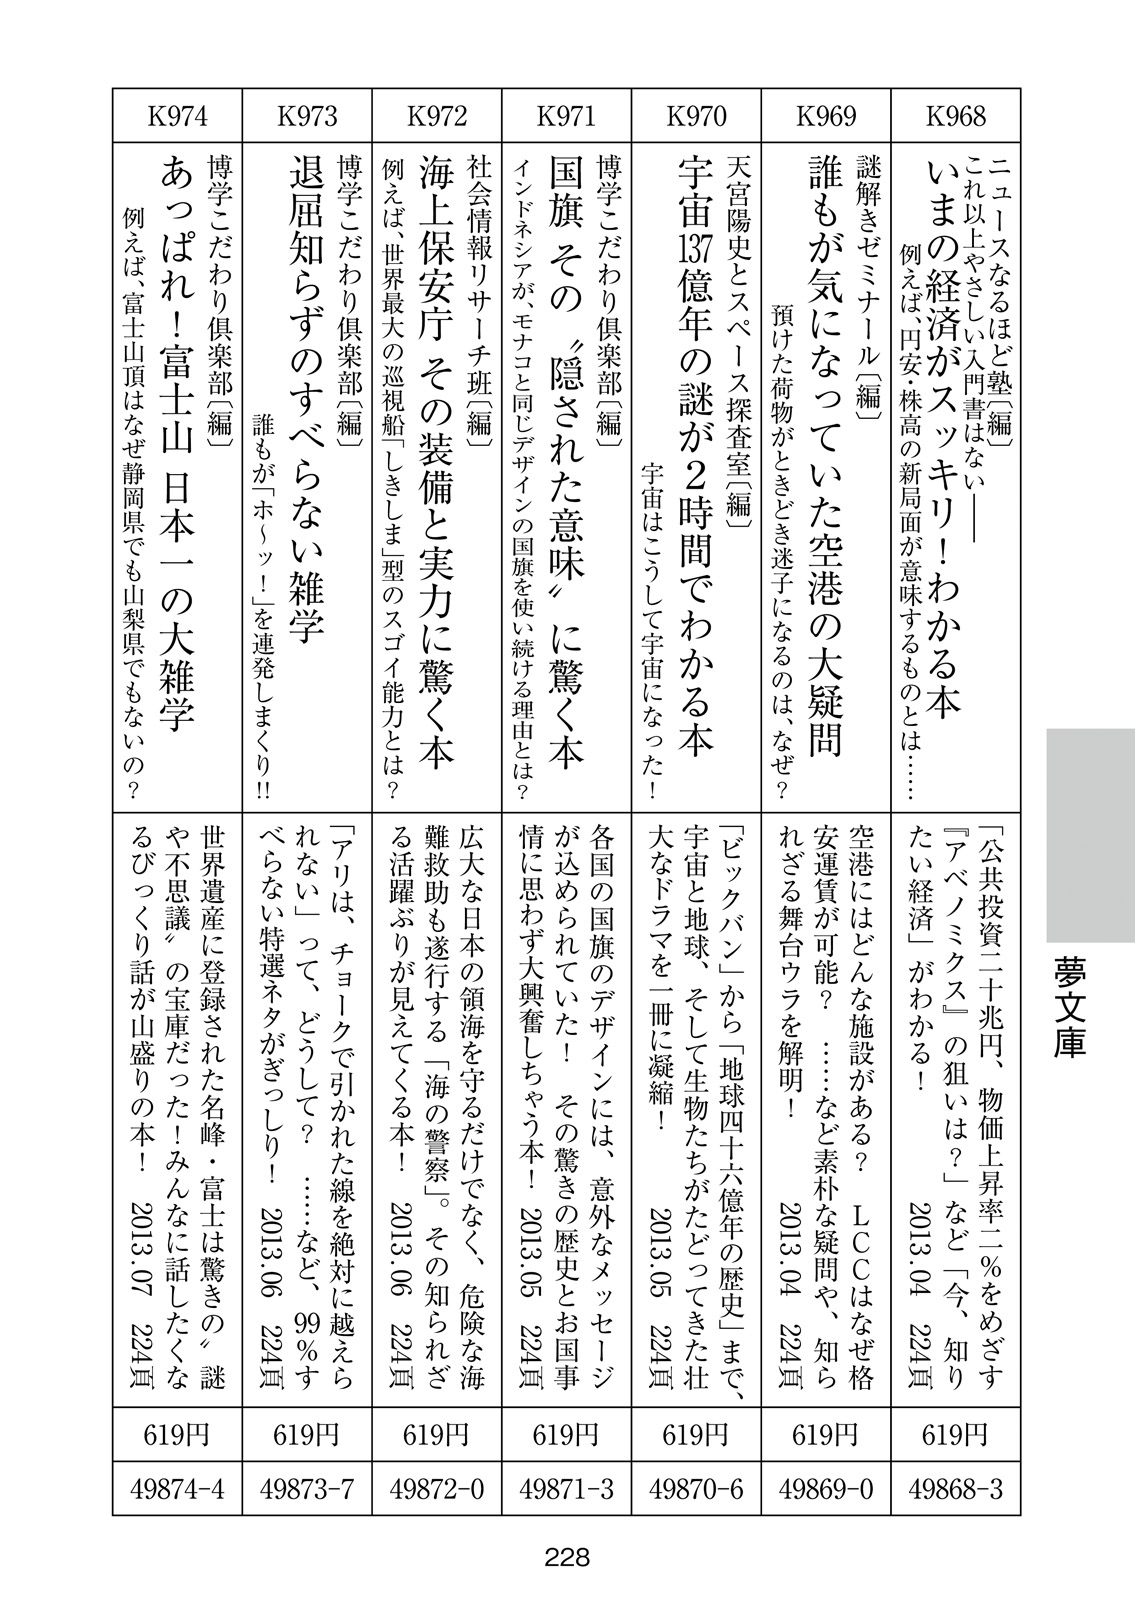 夢文庫
K968
ニュースなるほど塾〔編〕
これ以上やさしい入門書はない――
いまの経済がスッキリ！わかる本
例えば、円安・株高の新局面が意味するものとは……
「公共投資二十兆円、物価上昇率二％をめざす
『アベノミクス』の狙いは？」など「今、知り
たい経済」がわかる！　2013.04　224頁
619円
49868-3
K969
謎解きゼミナール〔編〕
誰もが気になっていた空港の大疑問
預けた荷物がときどき迷子になるのは、なぜ？
空港にはどんな施設がある？　LCCはなぜ格
安運賃が可能？　……など素朴な疑問や、知ら
れざる舞台ウラを解明！　2013.04　224頁
619円
49869-0
K970
天宮陽史とスペース探査室〔編〕
宇宙137億年の謎が２時間でわかる本
宇宙はこうして宇宙になった！
「ビックバン」から「地球四十六億年の歴史」まで、
宇宙と地球、そして生物たちがたどってきた壮
大なドラマを一冊に凝縮！　2013.05　224頁
619円
49870-6
K971
博学こだわり倶楽部〔編〕
国旗 その〝隠された意味〟に驚く本
インドネシアが、モナコと同じデザインの国旗を使い続ける理由とは？
各国の国旗のデザインには、意外なメッセージ
が込められていた！　その驚きの歴史とお国事
情に思わず大興奮しちゃう本！　2013.05　224頁
619円
49871-3
K972
社会情報リサーチ班〔編〕
海上保安庁 その装備と実力に驚く本
例えば、世界最大の巡視船「しきしま」型のスゴイ能力とは？
広大な日本の領海を守るだけでなく、危険な海
難救助も遂行する「海の警察」。その知られざ
る活躍ぶりが見えてくる本！　2013.06　224頁
619円
49872-0
K973
博学こだわり倶楽部〔編〕
退屈知らずのすべらない雑学
誰もが「ホ〜ッ！」を連発しまくり!!
「アリは、チョークで引かれた線を絶対に越えら
れない」って、どうして？　……など、99％す
べらない特選ネタがぎっしり！　2013.06　224頁
619円
49873-7
K974
博学こだわり倶楽部〔編〕
あっぱれ！富士山 日本一の大雑学
例えば、富士山頂はなぜ静岡県でも山梨県でもないの？
世界遺産に登録された名峰・富士は驚きの〝謎
や不思議〟の宝庫だった！みんなに話したくな
るびっくり話が山盛りの本！　2013.07　224頁
619円
49874-4
228